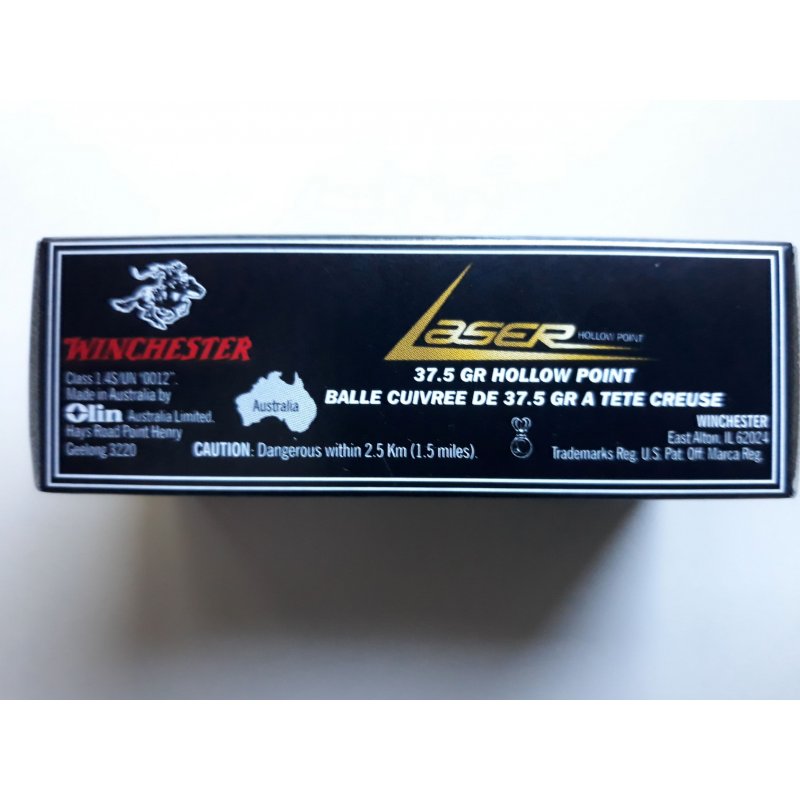 WINCHESTER
Class 1.4S/UN "0012".
Made in Australia by
Olin Australia Limited.
Hays Road Point Henry
Geelong 3220
Australia
CAUTION: Dangerous within 2.5 Km (1.5 miles).
LASER HOLLOW POINT
37.5 GR HOLLOW POINT
BALLE CUIVREE DE 37.5 GR A TETE CREUSE
WINCHESTER
East Alton, IL 62024
Trademarks Reg. U.S. Pat. Off. Marca Reg.